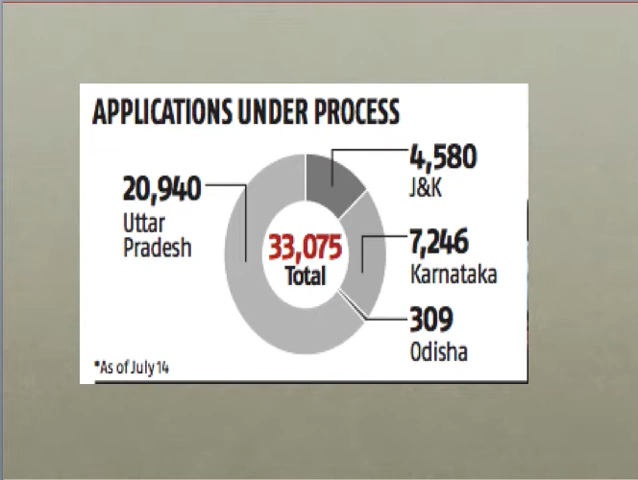 APPLICATIONS UNDER PROCESS
4,580
J&K
20,940
Uttar
Pradesh
33,075
Total
7,246
Karnataka
309
Odisha
*As of July 14